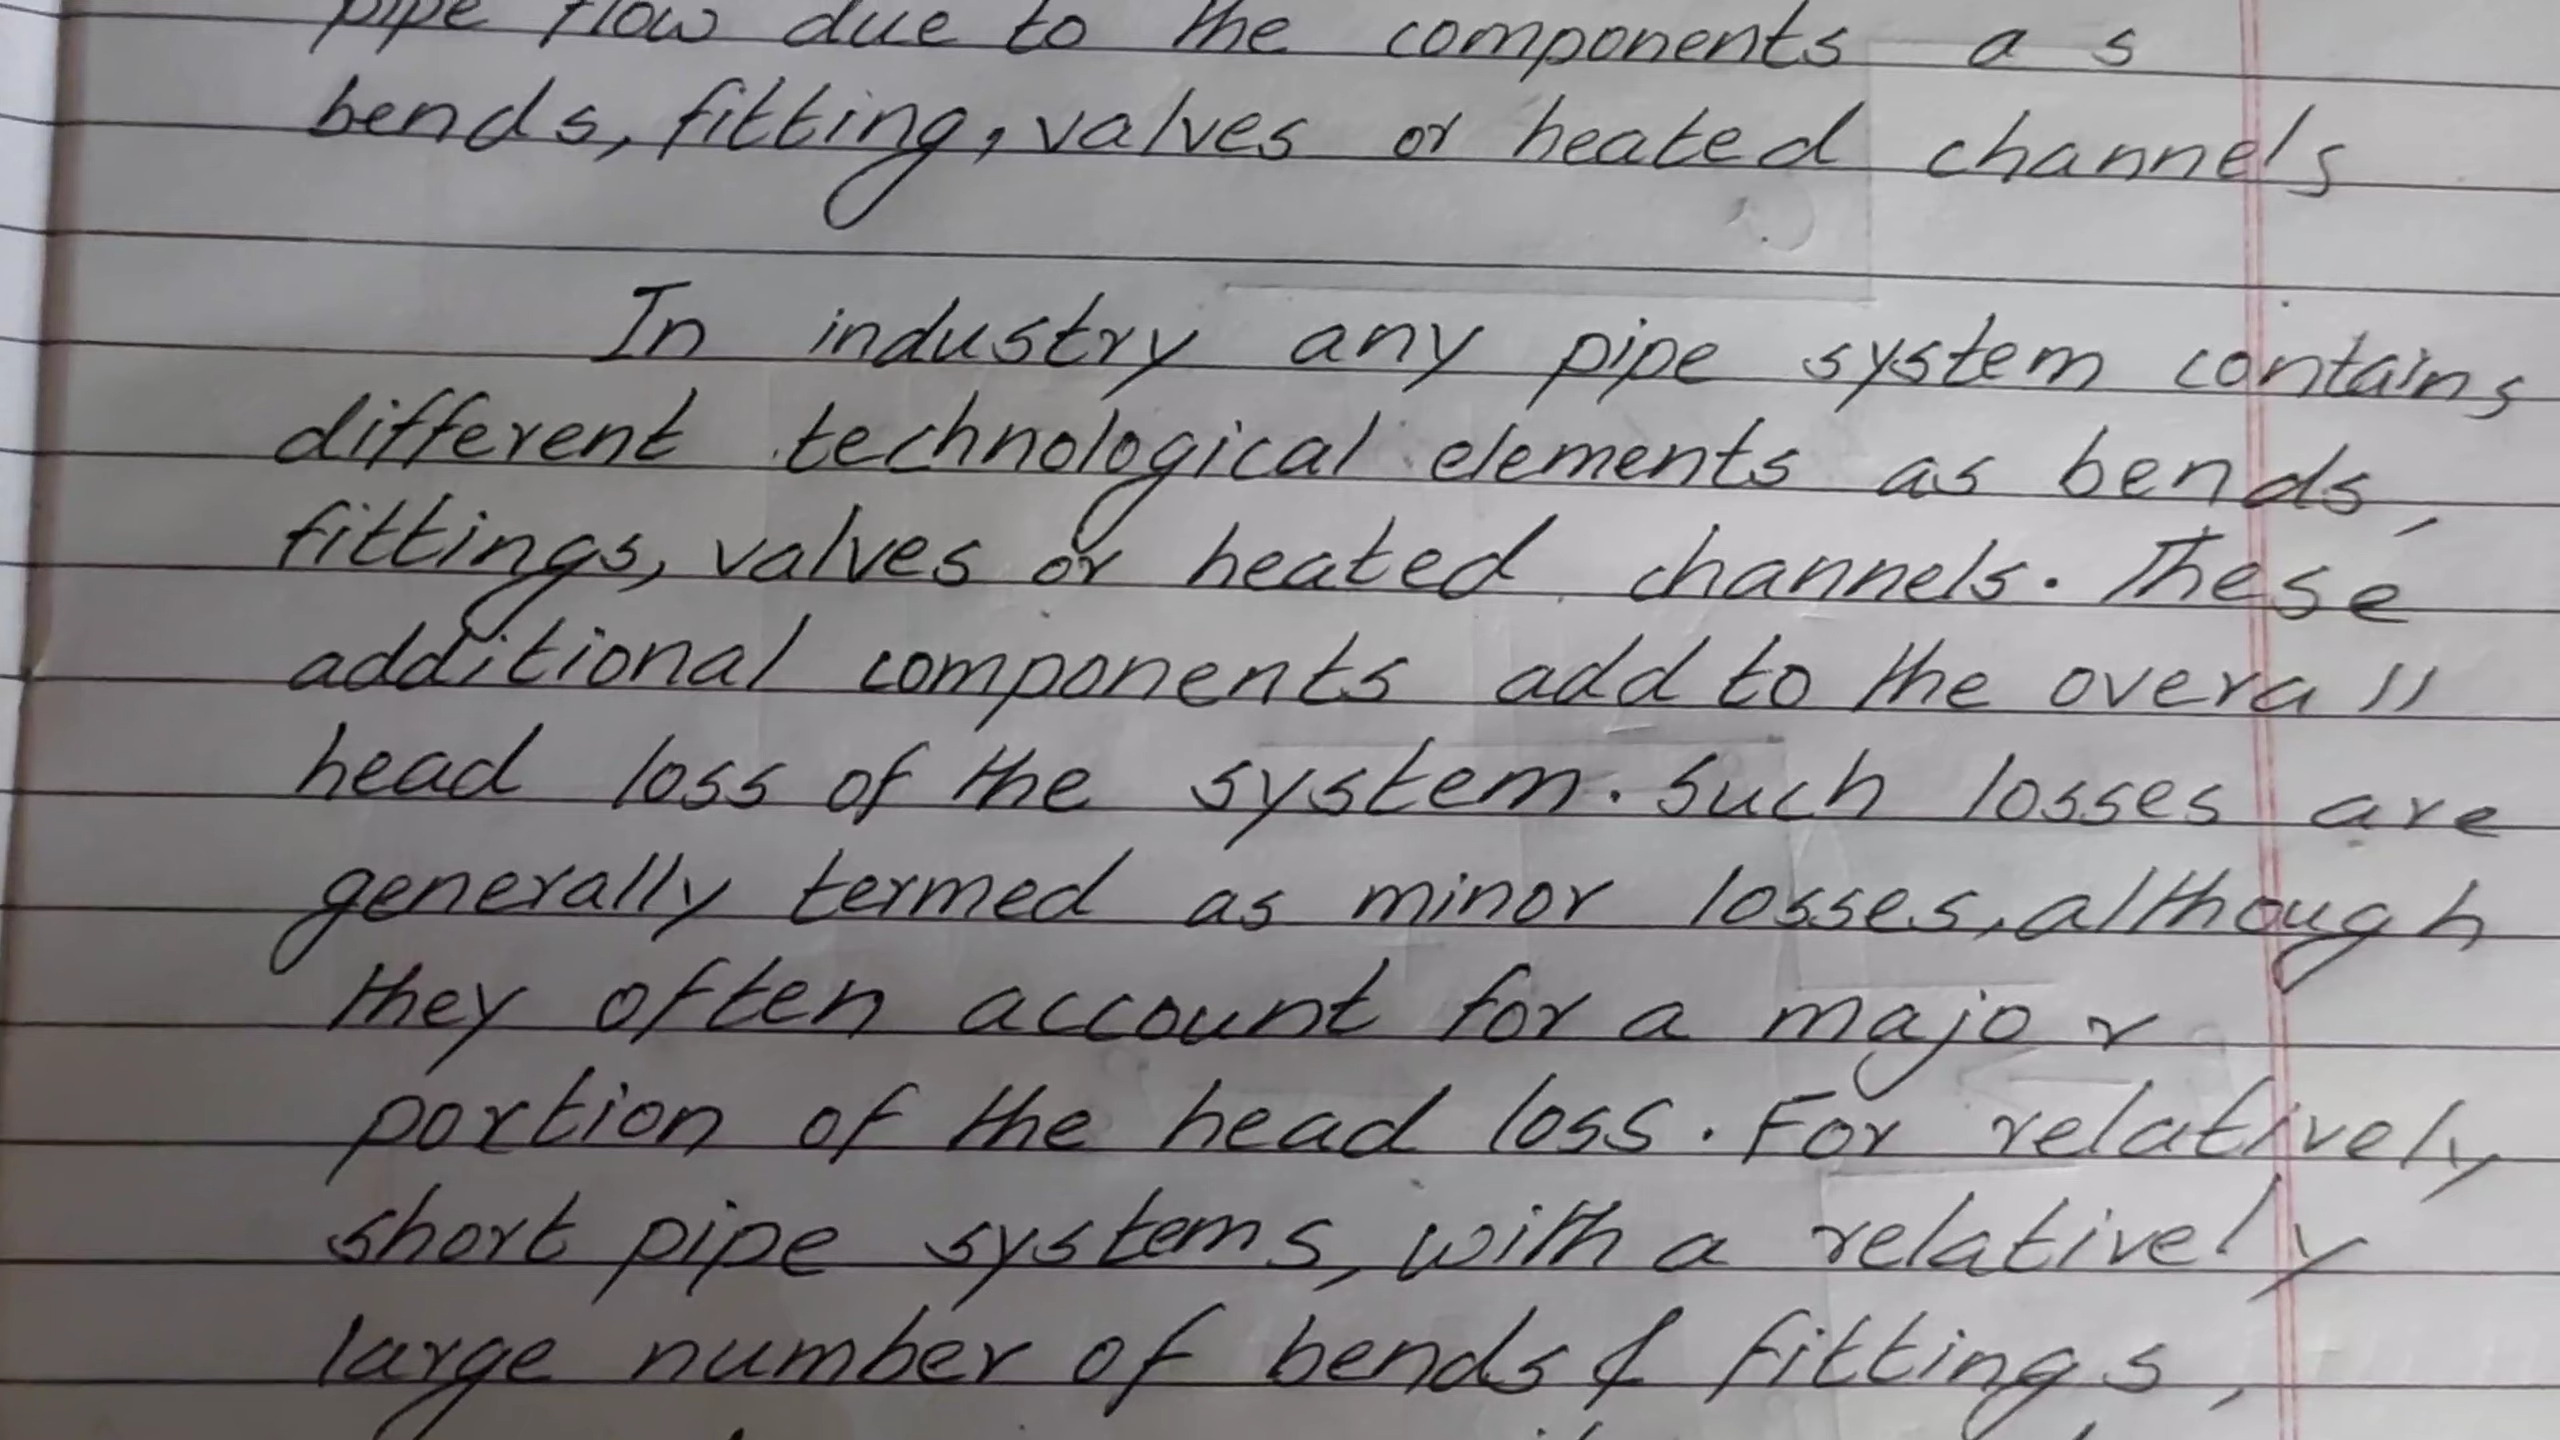 pipe flow due to the components as
bends, fitting, valves or heated channels
In industry any pipe system contains
different technological elements as bends,
fittings, valves or heated channels. These
additional components add to the overall
head loss of the system. Such losses are
generally termed as minor losses, although
they often account for a major
portion of the head loss. For relatively
short pipe systems, with a relatively
large number of bends & fittings,